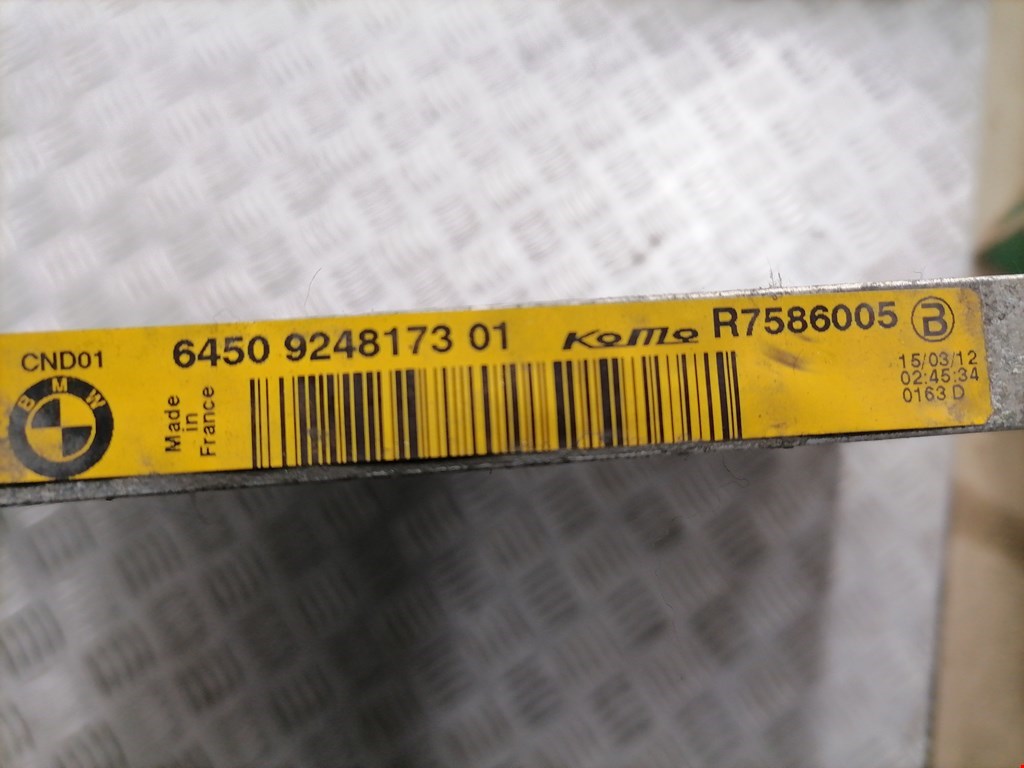 CND01
BMW
Made
in
France
6450 9248173 01
KoMo
R7586005
B
15/03/12
02:45:34
0163 D